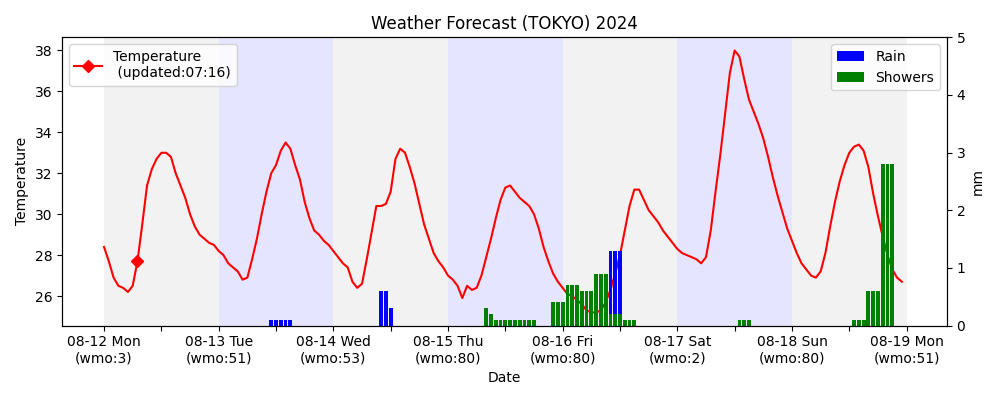 Weather Forecast (TOKYO) 2024
Temperature
(updated:07:16)
Rain
Showers
Temperature
38
36
34
32
30
28
26
5
4
3
2
1
0
mm
08-12 Mon
(wmo:3)
08-13 Tue
(wmo:51)
08-14 Wed
(wmo:53)
08-15 Thu
(wmo:80)
08-16 Fri
(wmo:80)
08-17 Sat
(wmo:2)
08-18 Sun
(wmo:80)
08-19 Mon
(wmo:51)
Date